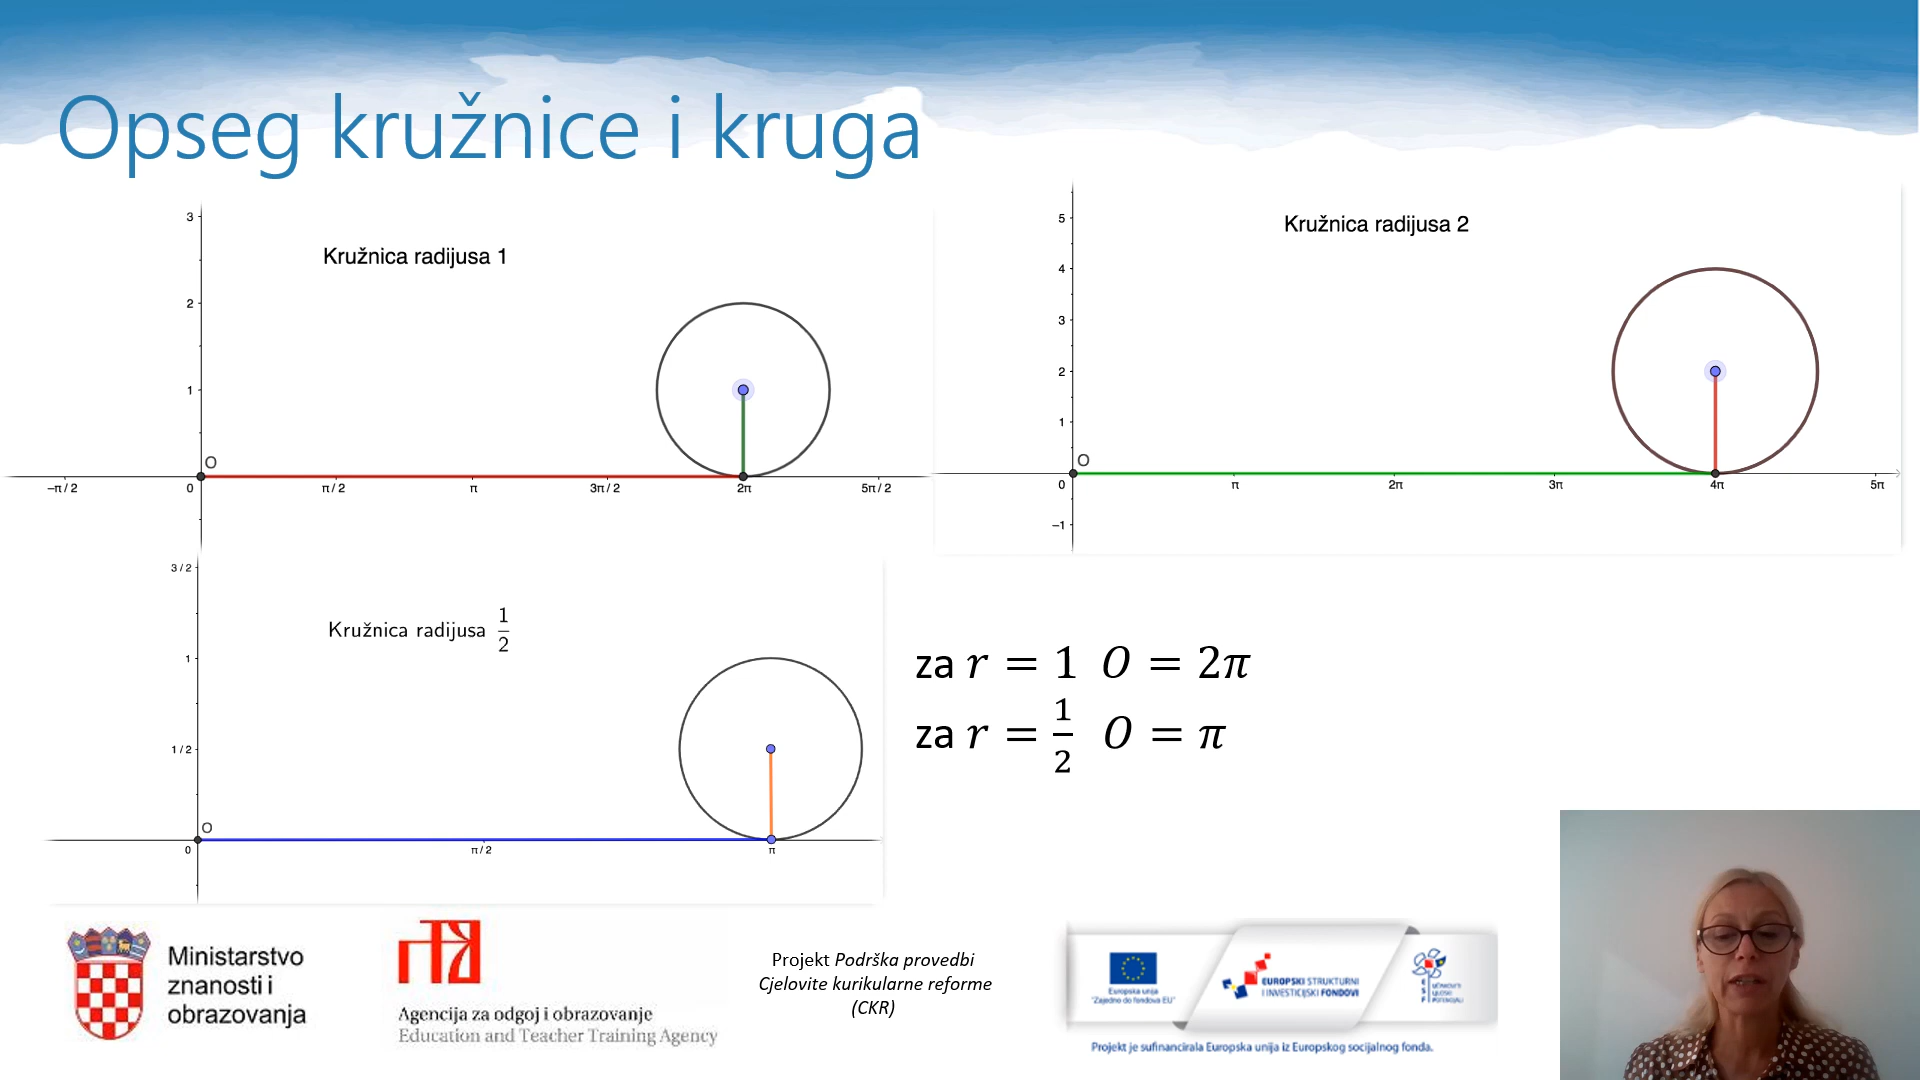 Opseg kružnice i kruga
Kružnica radijusa 1
3
2
1
O
−π / 2
0
π / 2
π
3π / 2
2π
5π / 2
Kružnica radijusa 2
5
4
3
2
1
O
0
π
2π
3π
4π
5π
−1
Kružnica radijusa 1/2
3 / 2
1
1 / 2
O
0
π / 2
π
za r = 1 O = 2π
za r = 1/2 O = π
Ministarstvo
znanosti i
obrazovanja
Agencija za odgoj i obrazovanje
Education and Teacher Training Agency
Projekt Podrška provedbi
Cjelovite kurikularne reforme
(CKR)
Europska unija
"Zajedno do fondova EU"
EUROPSKI STRUKTURNI
I INVESTICIJSKI FONDOVI
ESF
Projekt je sufinancirala Europska unija iz Europskog socijalnog fonda.